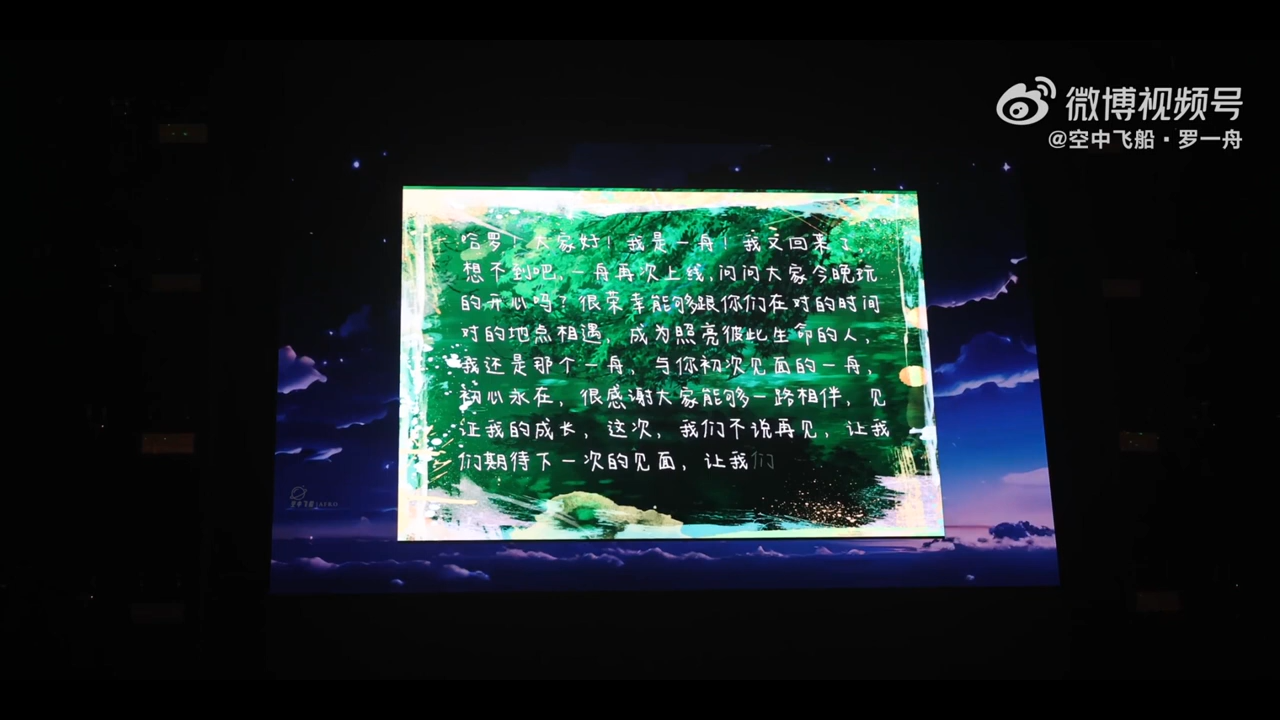 微博视频号
@空中飞船·罗一舟
哈罗！大家好！我是一舟！我又回来了，
想不到吧，一舟再次上线，问问大家今晚玩
的开心吗？很荣幸能够跟你们在对的时间
对的地点相遇，成为照亮彼此生命的人，
我还是那个一舟，与你初次见面的一舟，
初心永在，很感谢大家能够一路相伴，见
证我的成长，这次，我们不说再见，让我
们期待下一次的见面，让我们